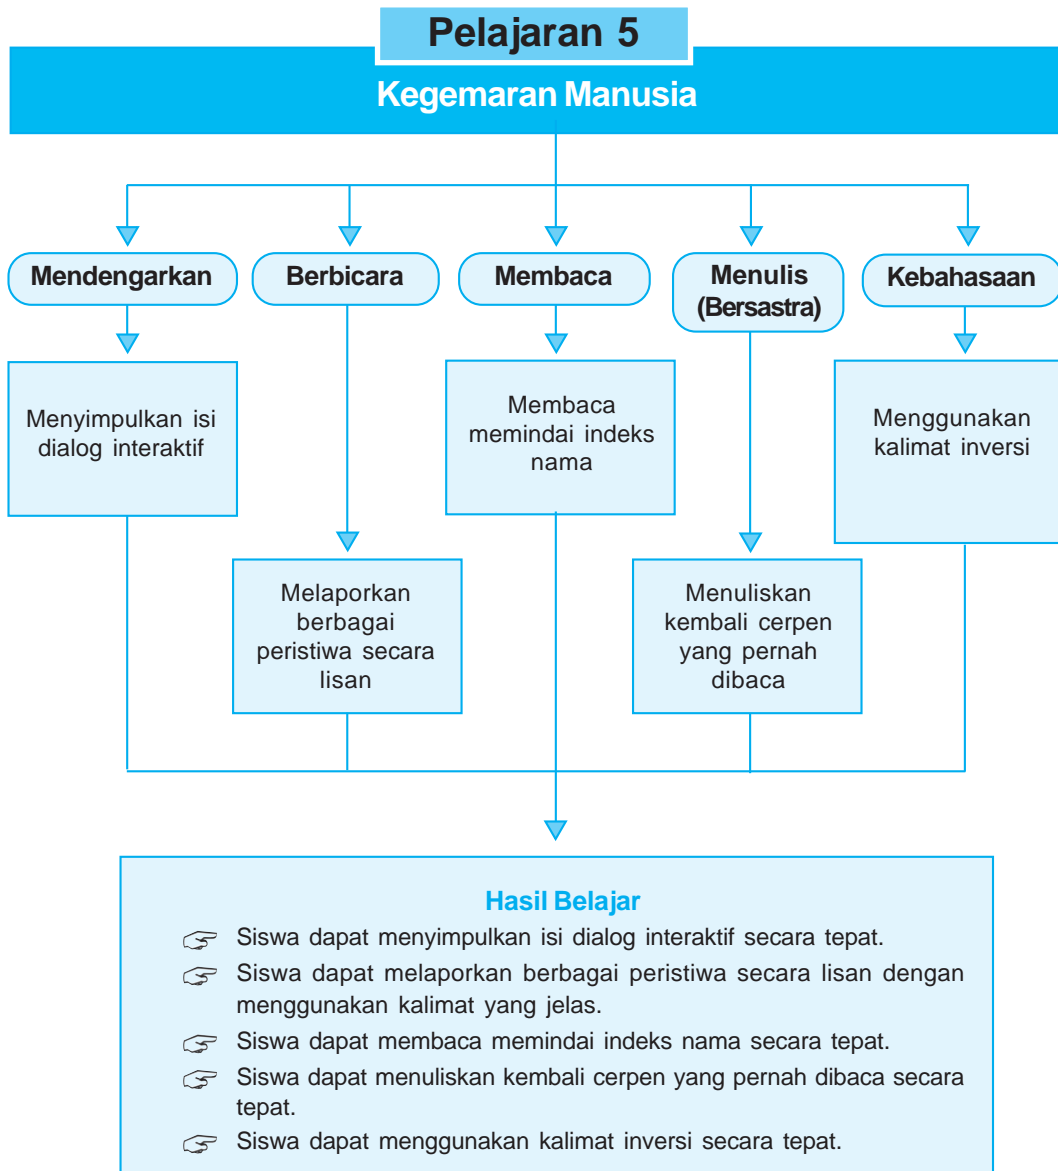 Pelajaran 5
Kegemaran Manusia
Mendengarkan
Berbicara
Membaca
Menulis
(Bersastra)
Kebahasaan
Menyimpulkan isi
dialog interaktif
Membaca
memindai indeks
nama
Menggunakan
kalimat inversi
Melaporkan
berbagai
peristiwa secara
lisan
Menuliskan
kembali cerpen
yang pernah
dibaca
Hasil Belajar
Siswa dapat menyimpulkan isi dialog interaktif secara tepat.
Siswa dapat melaporkan berbagai peristiwa secara lisan dengan
menggunakan kalimat yang jelas.
Siswa dapat membaca memindai indeks nama secara tepat.
Siswa dapat menuliskan kembali cerpen yang pernah dibaca secara
tepat.
Siswa dapat menggunakan kalimat inversi secara tepat.